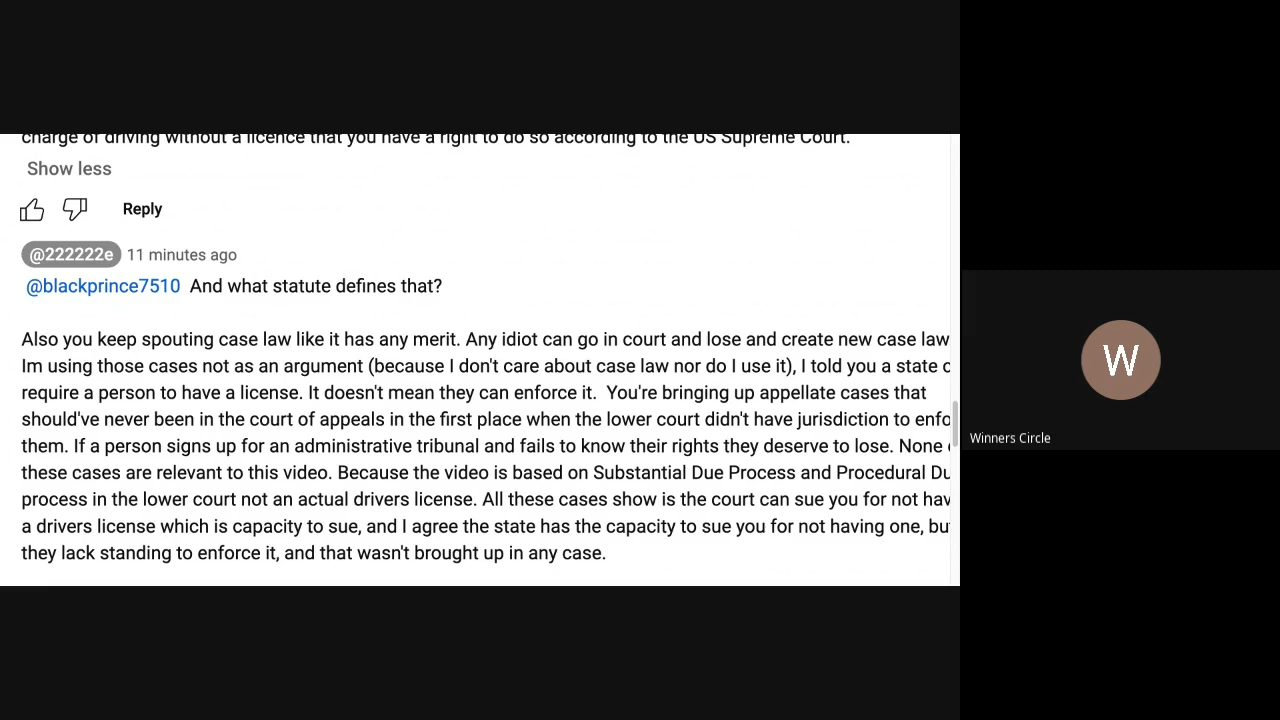 charge of driving without a licence that you have a right to do so according to the US Supreme Court.
Show less
Reply
@222222e 11 minutes ago
@blackprince7510 And what statute defines that?
Also you keep spouting case law like it has any merit. Any idiot can go in court and lose and create new case law
Im using those cases not as an argument (because I don't care about case law nor do I use it), I told you a state c
require a person to have a license. It doesn't mean they can enforce it. You're bringing up appellate cases that
should've never been in the court of appeals in the first place when the lower court didn't have jurisdiction to enfo
them. If a person signs up for an administrative tribunal and fails to know their rights they deserve to lose. None
these cases are relevant to this video. Because the video is based on Substantial Due Process and Procedural Du
process in the lower court not an actual drivers license. All these cases show is the court can sue you for not hav
a drivers license which is capacity to sue, and I agree the state has the capacity to sue you for not having one, bu
they lack standing to enforce it, and that wasn't brought up in any case.
W
Winners Circle